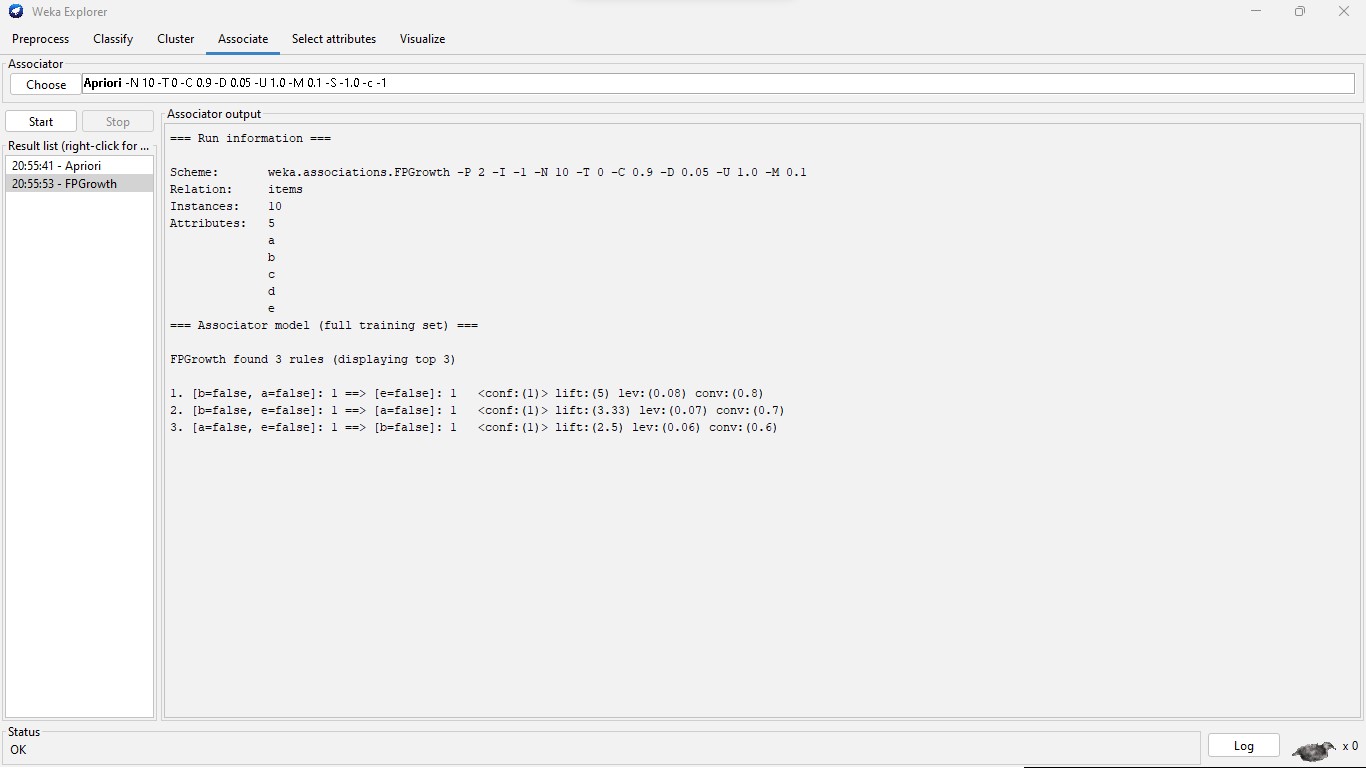 Weka Explorer
Preprocess Classify Cluster Associate Select attributes Visualize
Associator
Choose Apriori -N 10 -T 0 -C 0.9 -D 0.05 -U 1.0 -M 0.1 -S -1.0 -c -1
Start Stop
Result list (right-click for ...
20:55:41 - Apriori
20:55:53 - FPGrowth
Associator output
=== Run information ===
Scheme: weka.associations.FPGrowth -P 2 -I -1 -N 10 -T 0 -C 0.9 -D 0.05 -U 1.0 -M 0.1
Relation: items
Instances: 10
Attributes: 5
a
b
c
d
e
=== Associator model (full training set) ===
FPGrowth found 3 rules (displaying top 3)
1. [b=false, a=false]: 1 ==> [e=false]: 1 <conf:(1)> lift:(5) lev:(0.08) conv:(0.8)
2. [b=false, e=false]: 1 ==> [a=false]: 1 <conf:(1)> lift:(3.33) lev:(0.07) conv:(0.7)
3. [a=false, e=false]: 1 ==> [b=false]: 1 <conf:(1)> lift:(2.5) lev:(0.06) conv:(0.6)
Status
OK
Log
x 0